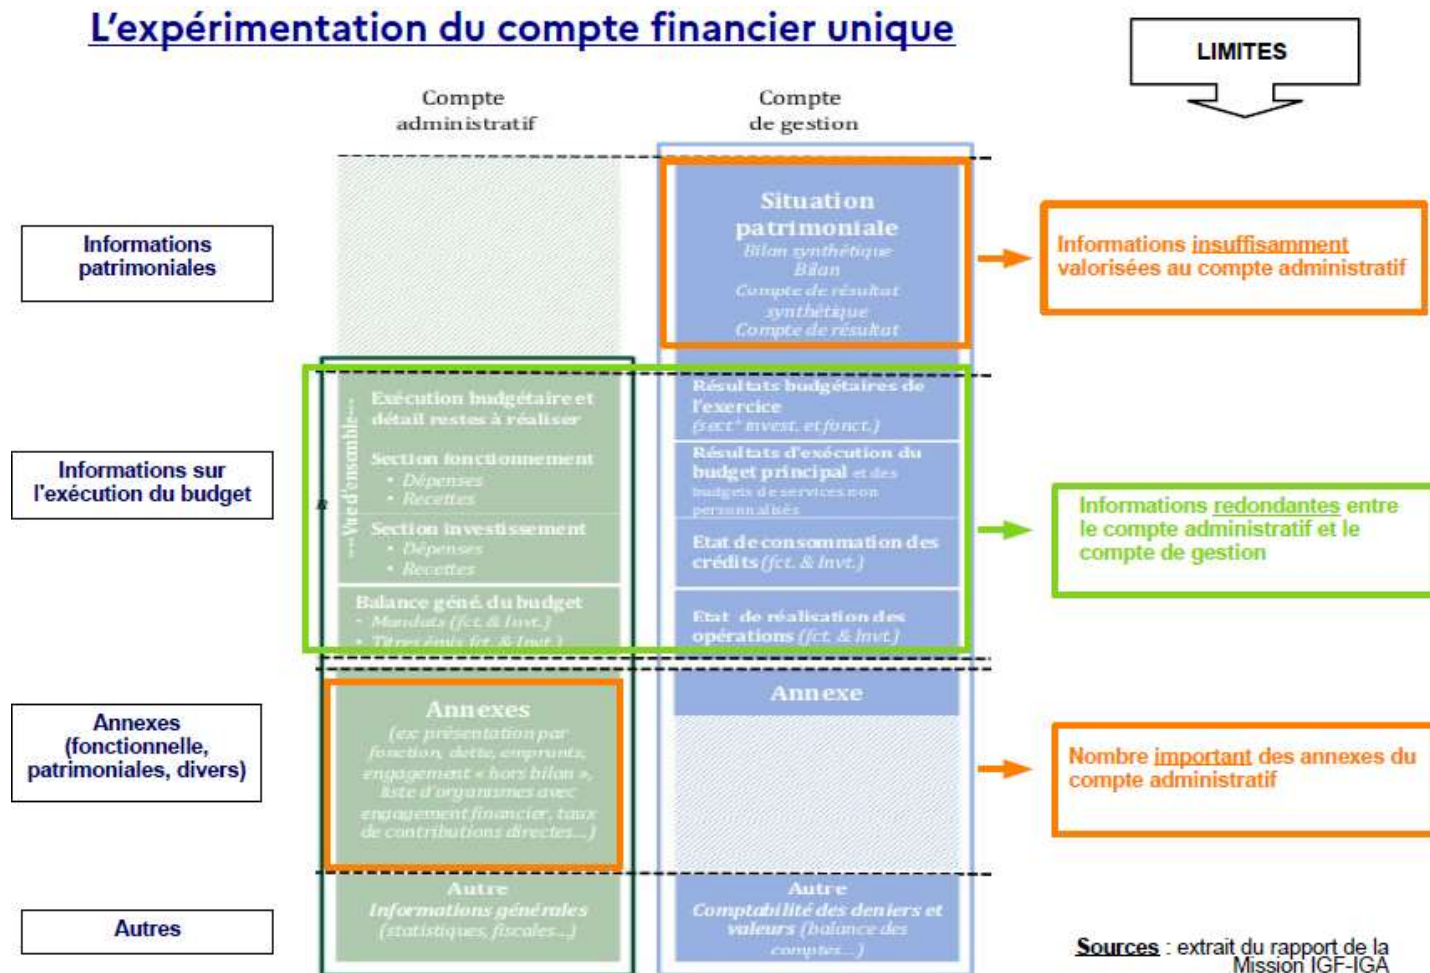 L'expérimentation du compte financier unique
LIMITES
Compte
administratif
Compte
de gestion
Informations
patrimoniales
Situation
patrimoniale
Bilan synthétique
Bilan
Compte de résultat
synthétique
Compte de résultat
Informations insuffisamment
valorisées au compte administratif
Informations sur
l'exécution du budget
---Vue d'ensemble---
Exécution budgétaire et
détail restes à réaliser
Section fonctionnement
• Dépenses
• Recettes
Section investissement
• Dépenses
• Recettes
Balance géné. du budget
• Mandats (fct. & Invt.)
• Titres émis fct. & Invt.)
Résultats budgétaires de
l'exercice
(sect° invest. et fonct.)
Résultats d'exécution du
budget principal et des
budgets de services non
personnalisés
Etat de consommation des
crédits (fct. & Invt.)
Etat de réalisation des
opérations (fct. & Invt.)
Informations redondantes entre
le compte administratif et le
compte de gestion
Annexes
(fonctionnelle,
patrimoniales, divers)
Annexes
(ex: présentation par
fonction, dette, emprunts,
engagement « hors bilan »,
liste d'organismes avec
engagement financier, taux
de contributions directes...)
Annexe
Nombre important des annexes du
compte administratif
Autres
Autre
Informations générales
(statistiques, fiscales...)
Autre
Comptabilité des deniers et
valeurs (balance des
comptes...)
Sources : extrait du rapport de la
Mission IGF-IGA